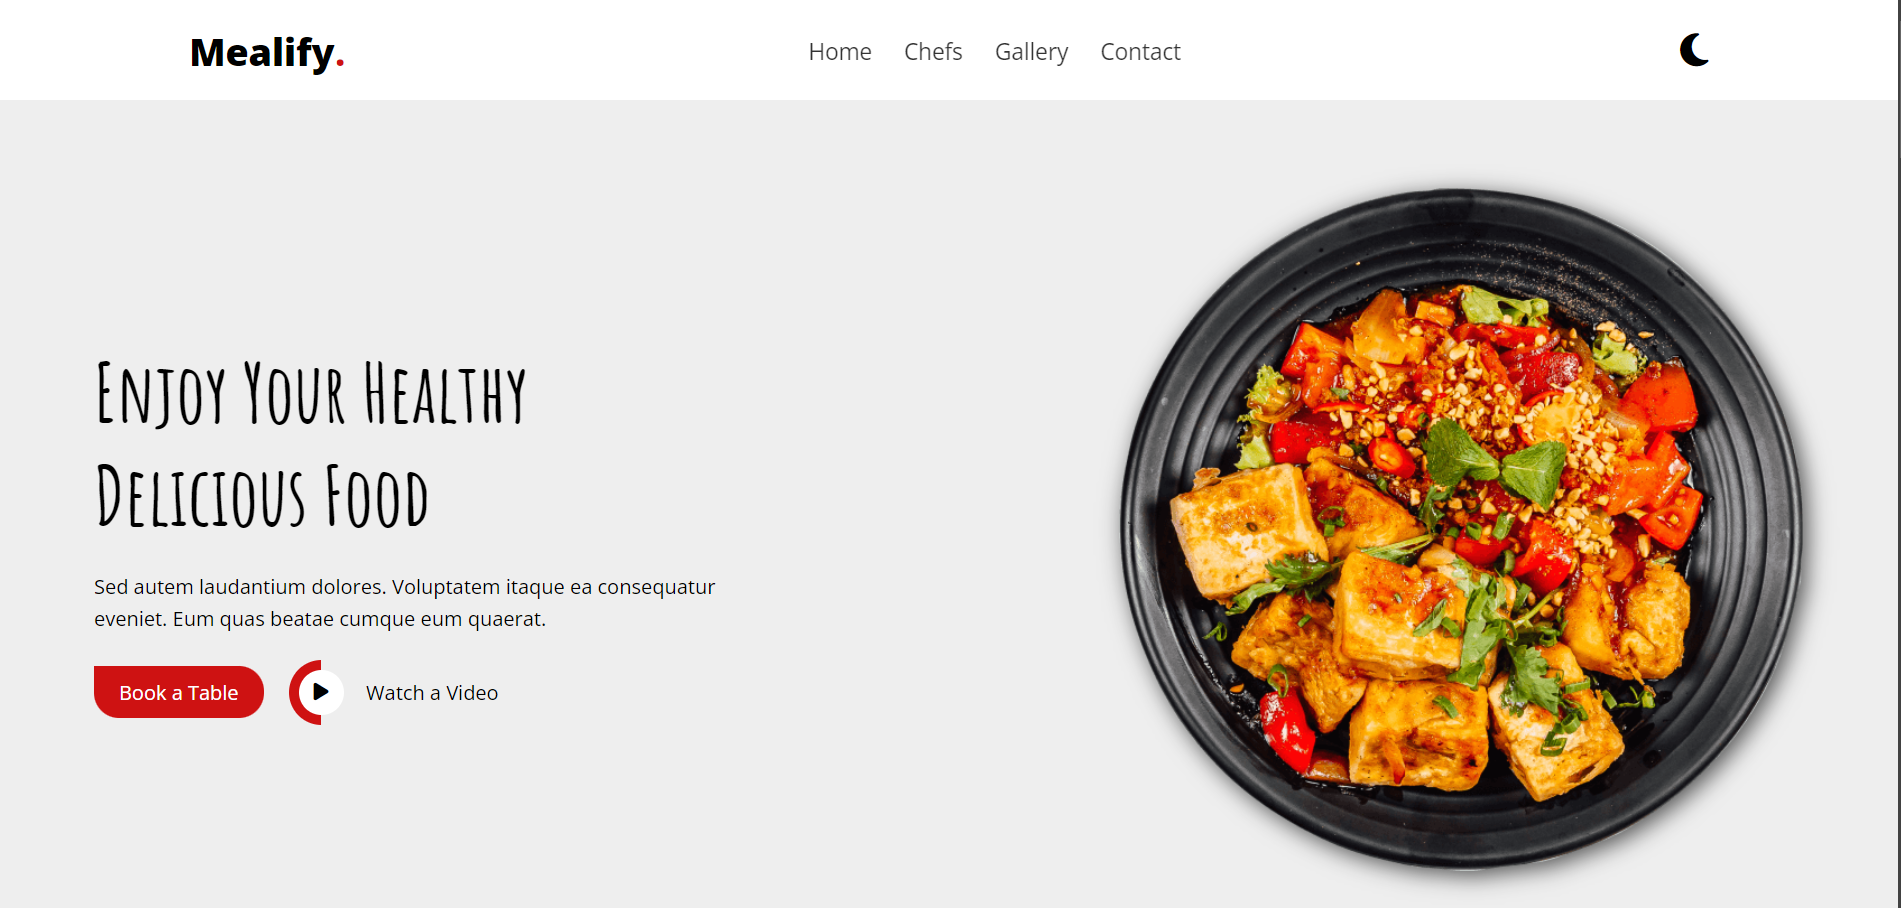 Mealify.
Home Chefs Gallery Contact
Enjoy Your Healthy
Delicious Food
Sed autem laudantium dolores. Voluptatem itaque ea consequatur
eveniet. Eum quas beatae cumque eum quaerat.
Book a Table
Watch a Video